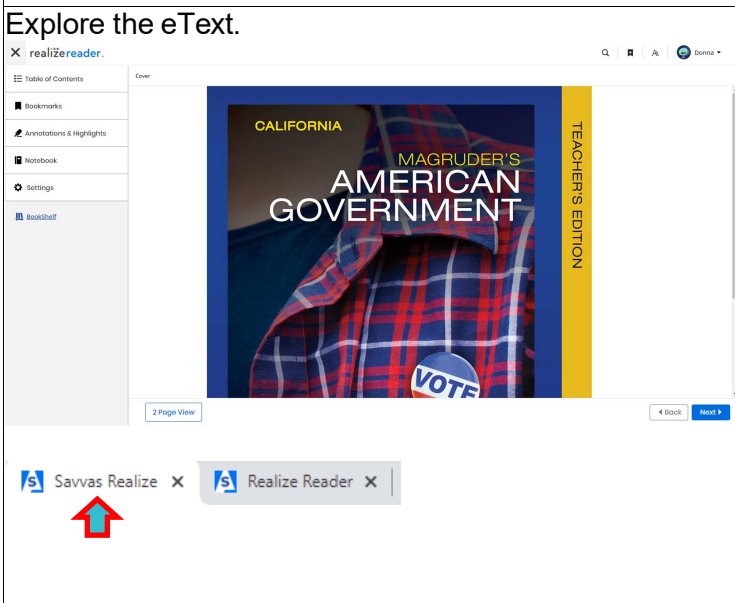 Explore the eText.
× realizereader.
Donna
Table of Contents
Cover
Bookmarks
Annotations & Highlights
Notebook
Settings
BookShelf
CALIFORNIA
MAGRUDER'S
AMERICAN
GOVERNMENT
TEACHER'S EDITION
VOTE
2 Page View
Back
Next
Savvas Realize × Realize Reader ×